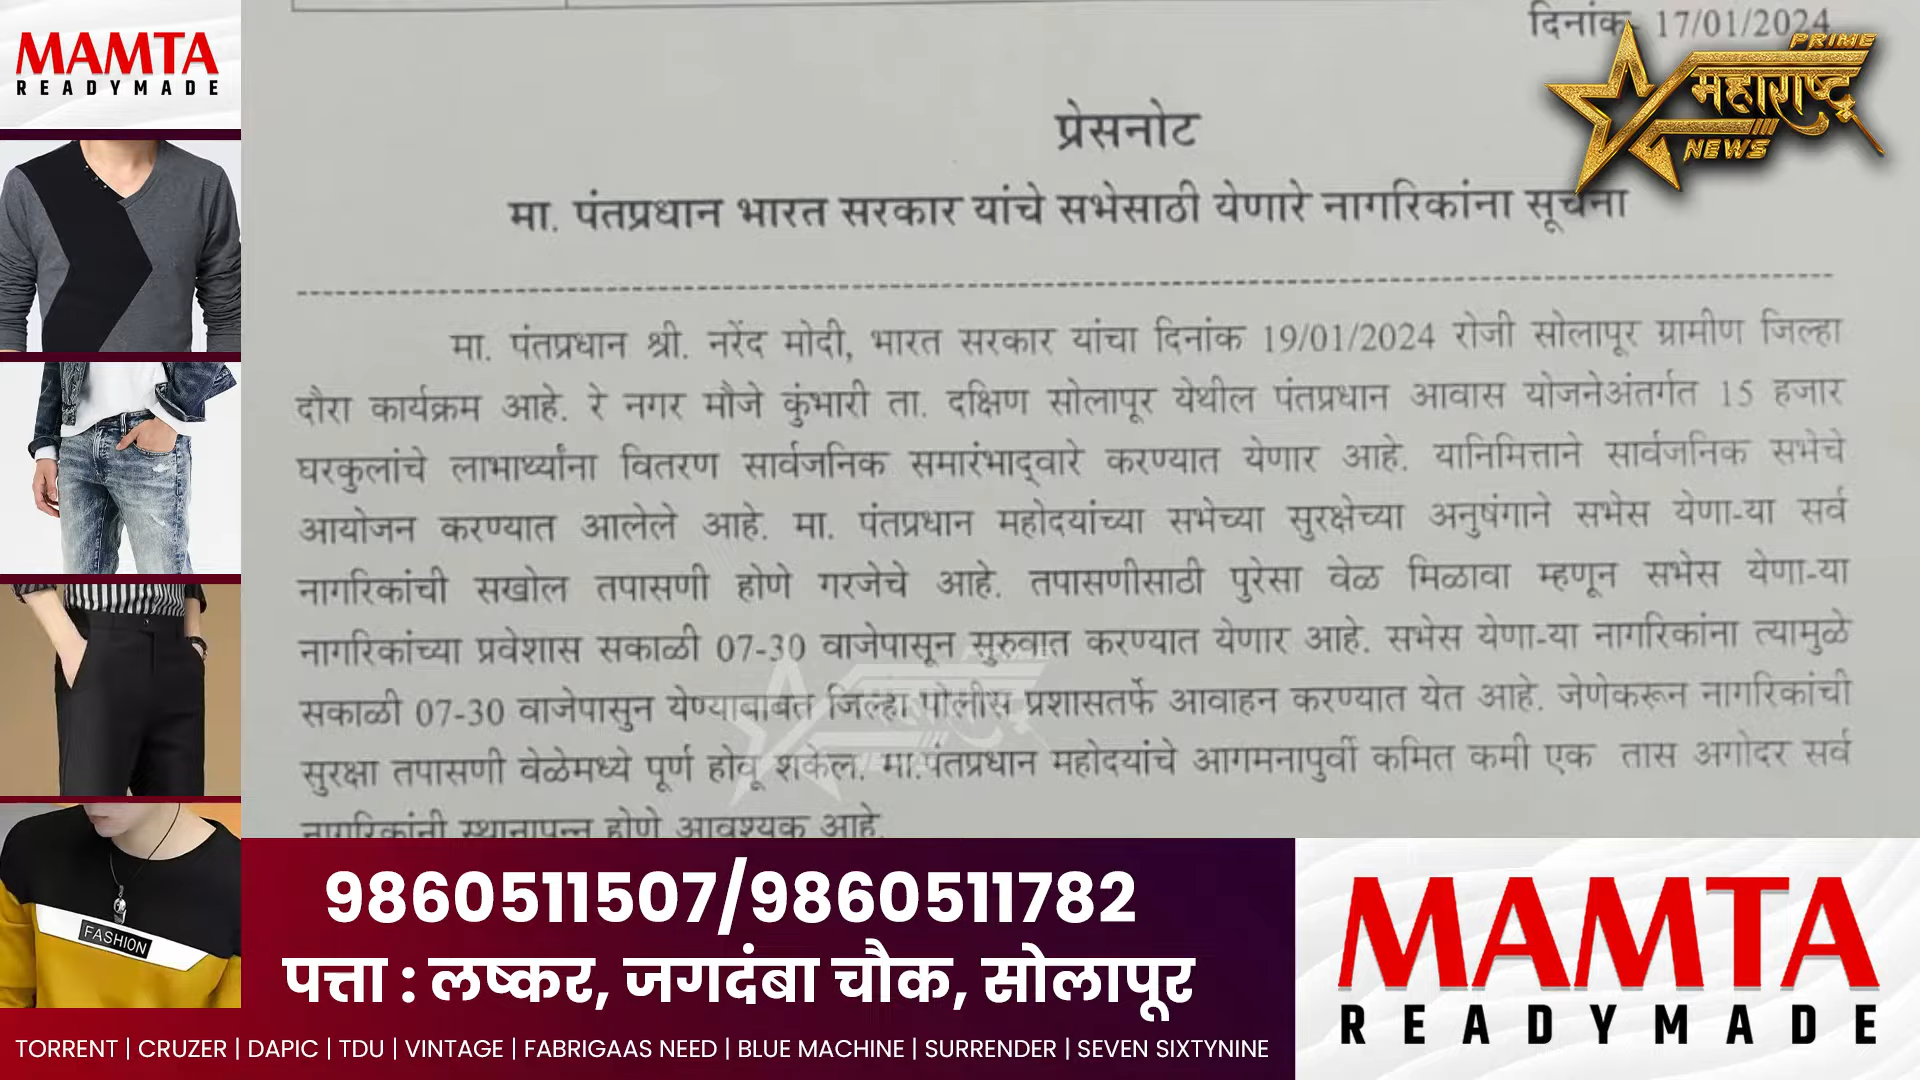 MAMTA
READYMADE
दिनांक- 17/01/2024
PRIME
महाराष्ट्र
NEWS
प्रेसनोट
मा. पंतप्रधान भारत सरकार यांचे सभेसाठी येणारे नागरिकांना सूचना
मा. पंतप्रधान श्री. नरेंद मोदी, भारत सरकार यांचा दिनांक 19/01/2024 रोजी सोलापूर ग्रामीण जिल्हा
दौरा कार्यक्रम आहे. रे नगर मौजे कुंभारी ता. दक्षिण सोलापूर येथील पंतप्रधान आवास योजनेअंतर्गत 15 हजार
घरकुलांचे लाभार्थ्यांना वितरण सार्वजनिक समारंभाद्वारे करण्यात येणार आहे. यानिमित्ताने सार्वजनिक सभेचे
आयोजन करण्यात आलेले आहे. मा. पंतप्रधान महोदयांच्या सभेच्या सुरक्षेच्या अनुषंगाने सभेस येणा-या सर्व
नागरिकांची सखोल तपासणी होणे गरजेचे आहे. तपासणीसाठी पुरेसा वेळ मिळावा म्हणून सभेस येणा-या
नागरिकांच्या प्रवेशास सकाळी 07-30 वाजेपासून सुरुवात करण्यात येणार आहे. सभेस येणा-या नागरिकांना त्यामुळे
सकाळी 07-30 वाजेपासुन येण्याबाबत जिल्हा पोलीस प्रशासतर्फे आवाहन करण्यात येत आहे. जेणेकरून नागरिकांची
सुरक्षा तपासणी वेळेमध्ये पूर्ण होवू शकेल. मा.पंतप्रधान महोदयांचे आगमनापुर्वी कमित कमी एक तास अगोदर सर्व
नागरिकांनी स्थानापन्न होणे आवश्यक आहे.
FASHION
9860511507/9860511782
पत्ता : लष्कर, जगदंबा चौक, सोलापूर
TORRENT | CRUZER | DAPIC | TDU | VINTAGE | FABRIGAAS NEED | BLUE MACHINE | SURRENDER | SEVEN SIXTYNINE
MAMTA
READYMADE